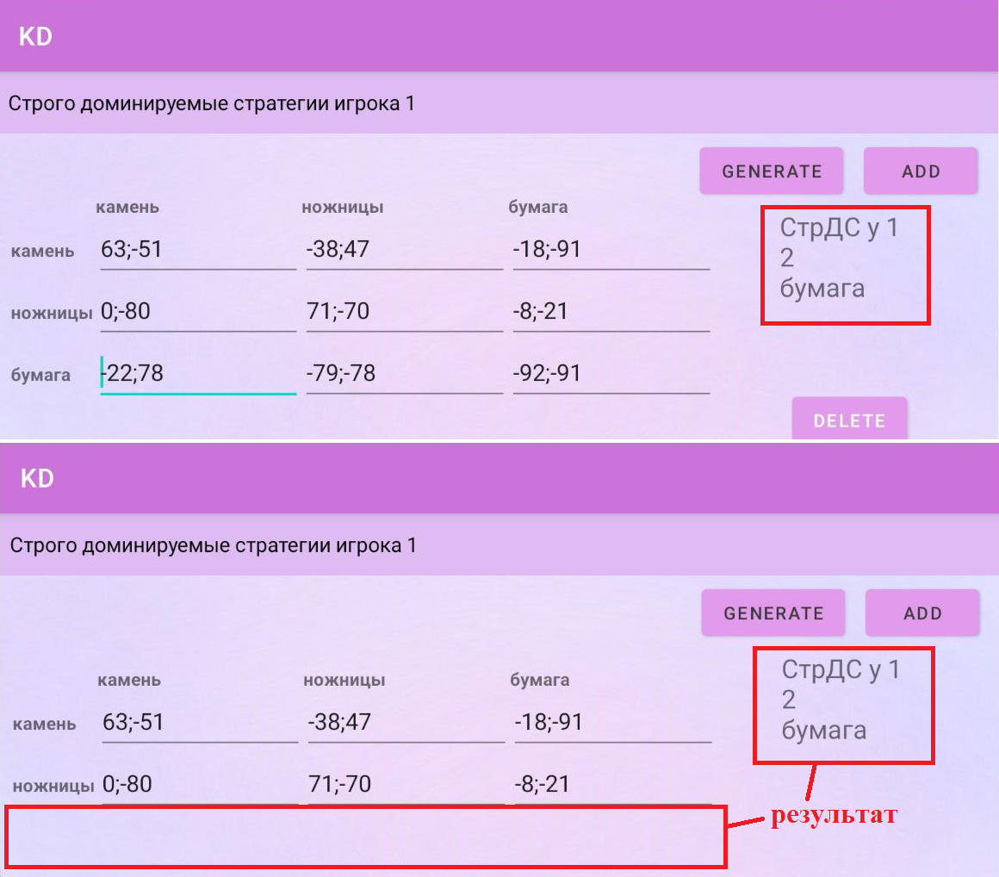 KD
Строго доминируемые стратегии игрока 1
GENERATE ADD
камень ножницы бумага
камень 63;-51 -38;47 -18;-91
ножницы 0;-80 71;-70 -8;-21
бумага -22;78 -79;-78 -92;-91
СтрДС у 1
2
бумага
DELETE
KD
Строго доминируемые стратегии игрока 1
GENERATE ADD
камень ножницы бумага
камень 63;-51 -38;47 -18;-91
ножницы 0;-80 71;-70 -8;-21
СтрДС у 1
2
бумага
результат